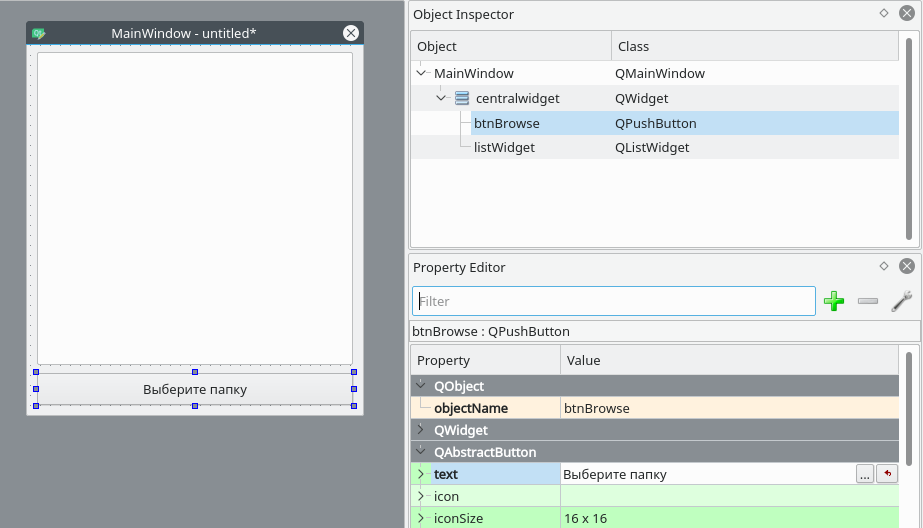 MainWindow - untitled*
Выберите папку
Object Inspector
Object Class
MainWindow QMainWindow
centralwidget QWidget
btnBrowse QPushButton
listWidget QListWidget
Property Editor
Filter
btnBrowse : QPushButton
Property Value
QObject
objectName btnBrowse
QWidget
QAbstractButton
text Выберите папку ...
icon
iconSize 16 x 16